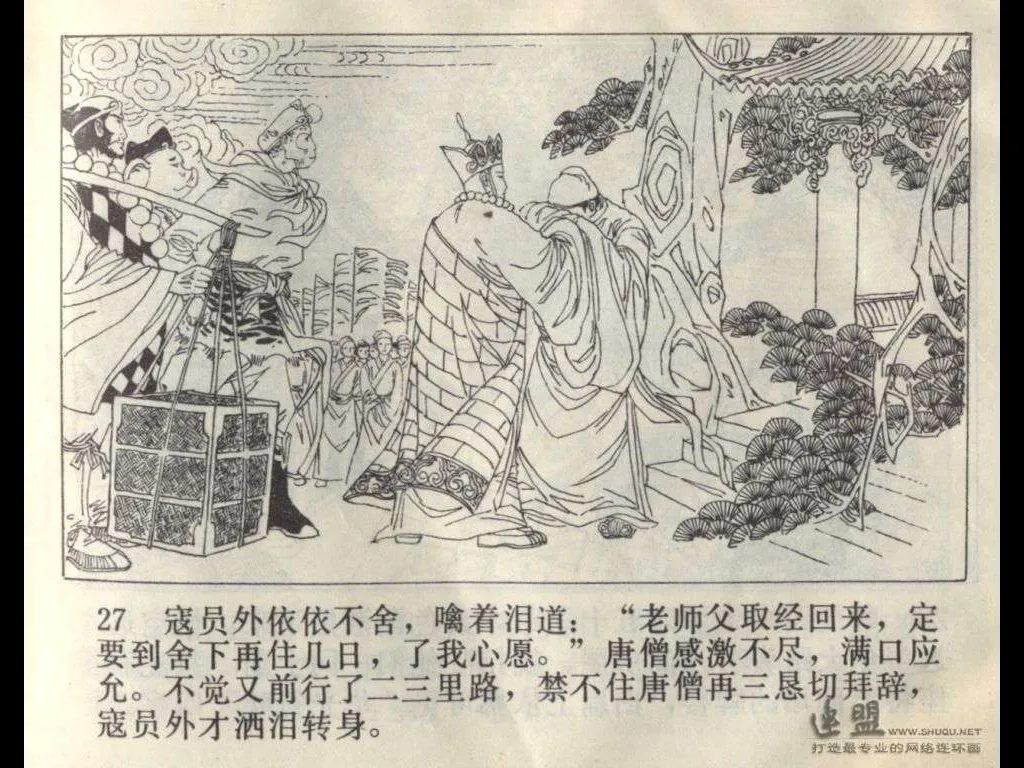 27 寇员外依依不舍，噙着泪道：“老师父取经回来，定
要到舍下再住几日，了我心愿。”唐僧感激不尽，满口应
允。不觉又前行了二三里路，禁不住唐僧再三恳切拜辞，
寇员外才洒泪转身。
连盟 WWW.SHUQU.NET
打造最专业的网络连环画